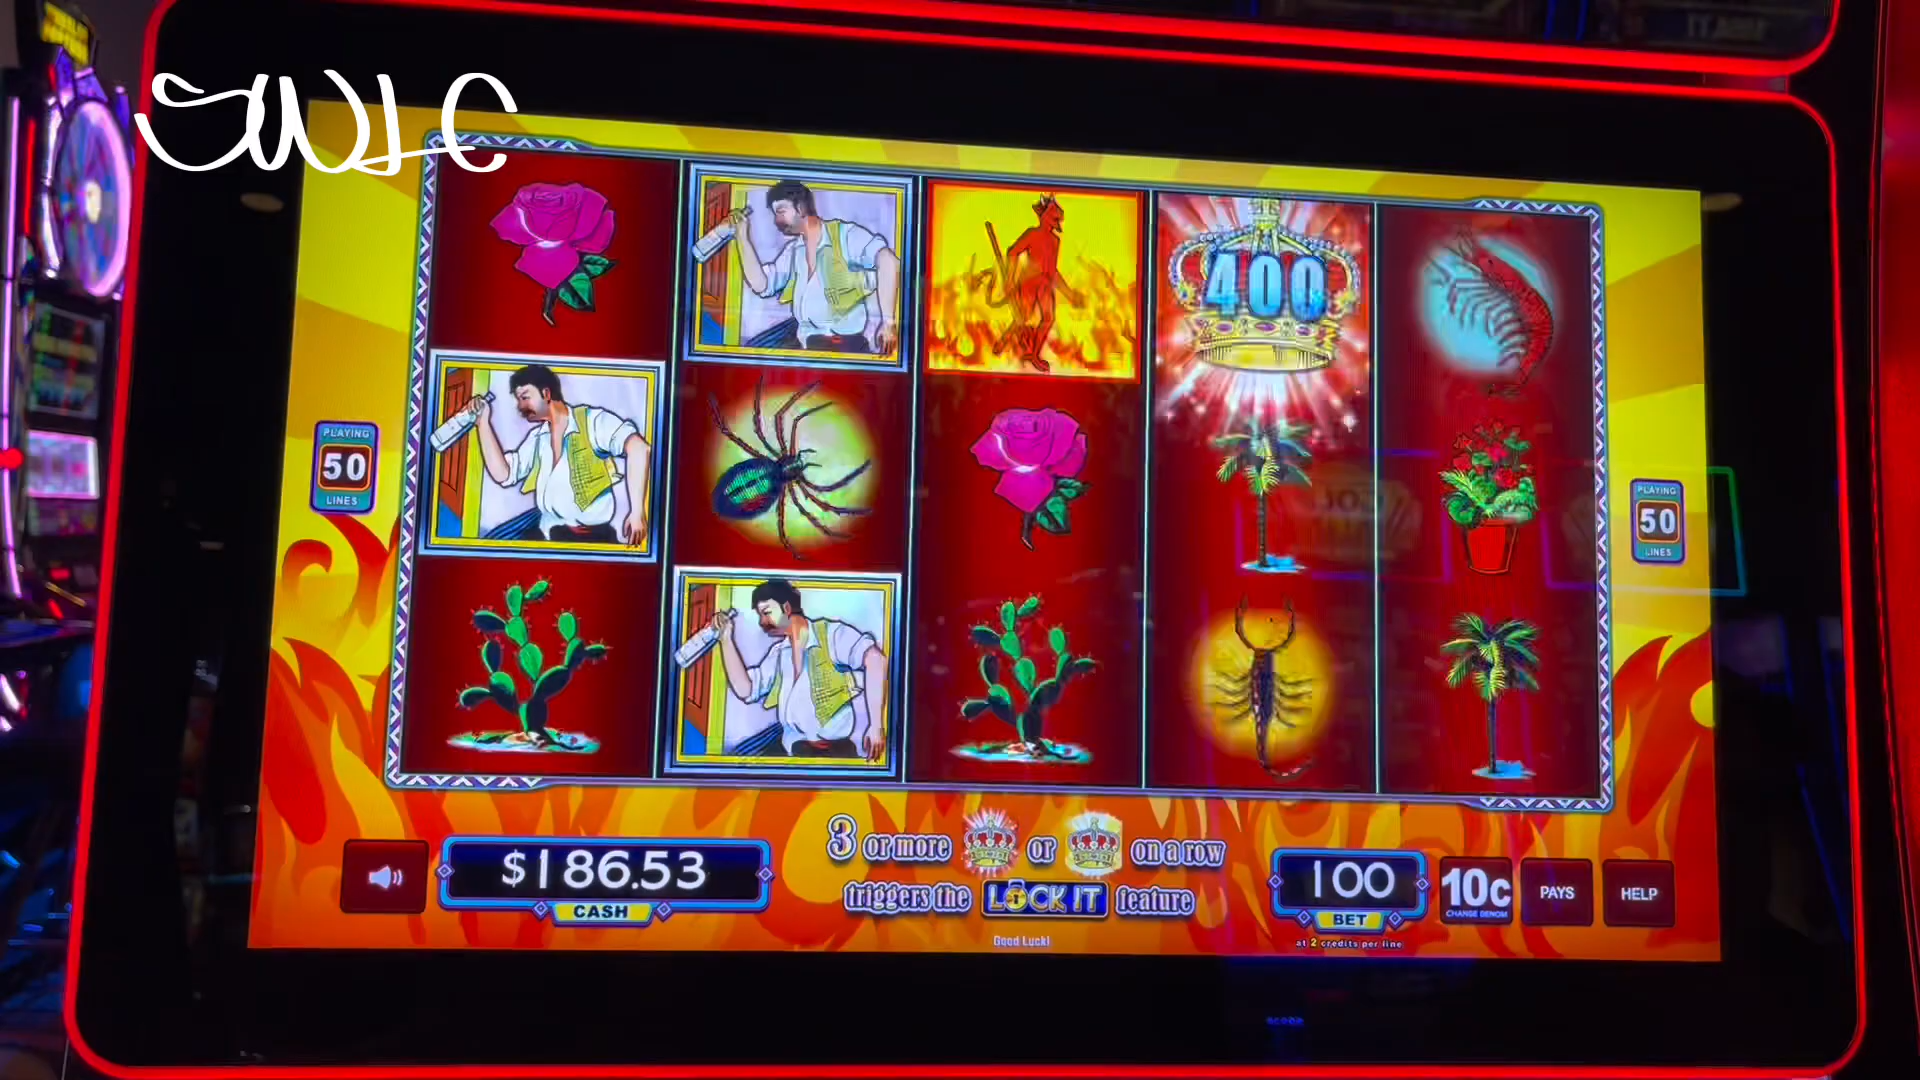 SWLC
400
PLAYING
50
LINES
PLAYING
50
LINES
3 or more or on a row
triggers the LOCK IT feature
$186.53
CASH
Good Luck!
100
BET
at 2 credits per line
10¢
CHANGE DENOM
PAYS
HELP